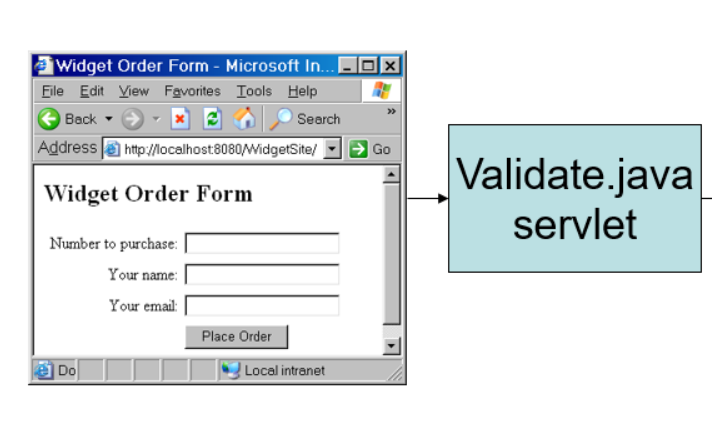 Widget Order Form - Microsoft In...
File Edit View Favorites Tools Help
Back Search »
Address http://localhost:8080/WidgetSite/ Go
Widget Order Form
Number to purchase:
Your name:
Your email:
Place Order
Do Local intranet
Validate.java
servlet